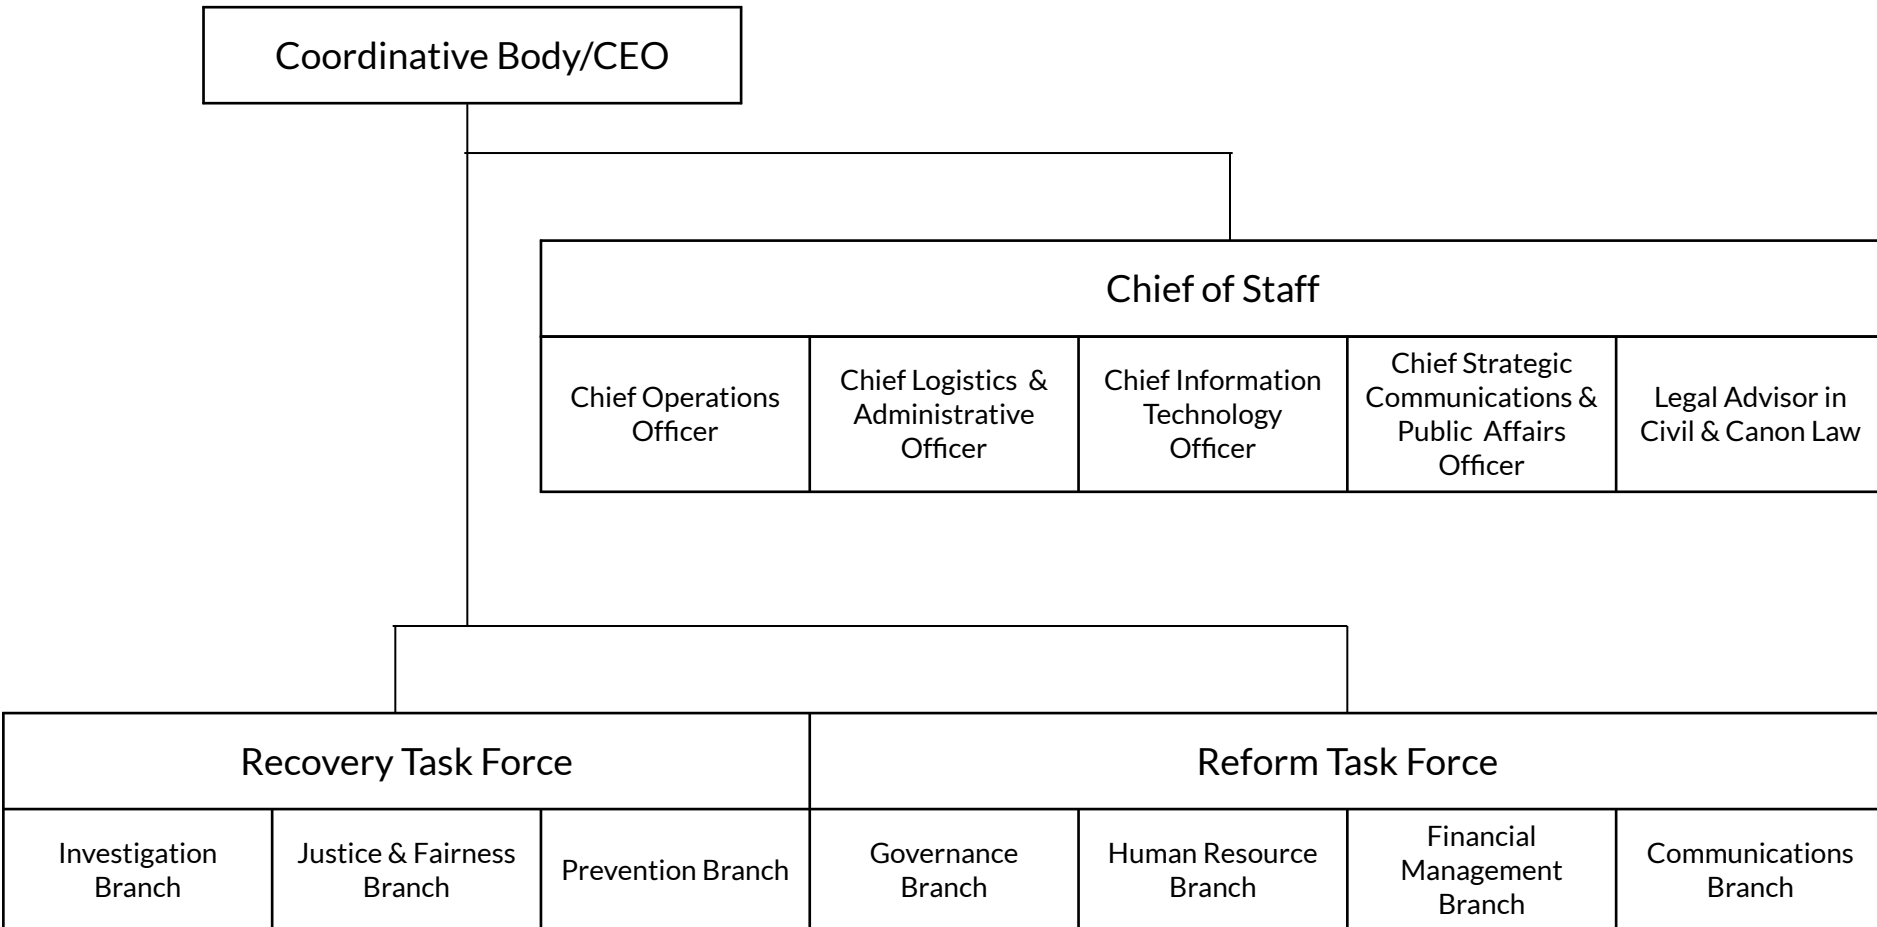 Coordinative Body/CEO
Chief of Staff
Chief Operations
Officer
Chief Logistics &
Administrative
Officer
Chief Information
Technology
Officer
Chief Strategic
Communications &
Public Affairs
Officer
Legal Advisor in
Civil & Canon Law
Recovery Task Force
Reform Task Force
Investigation
Branch
Justice & Fairness
Branch
Prevention Branch
Governance
Branch
Human Resource
Branch
Financial
Management
Branch
Communications
Branch